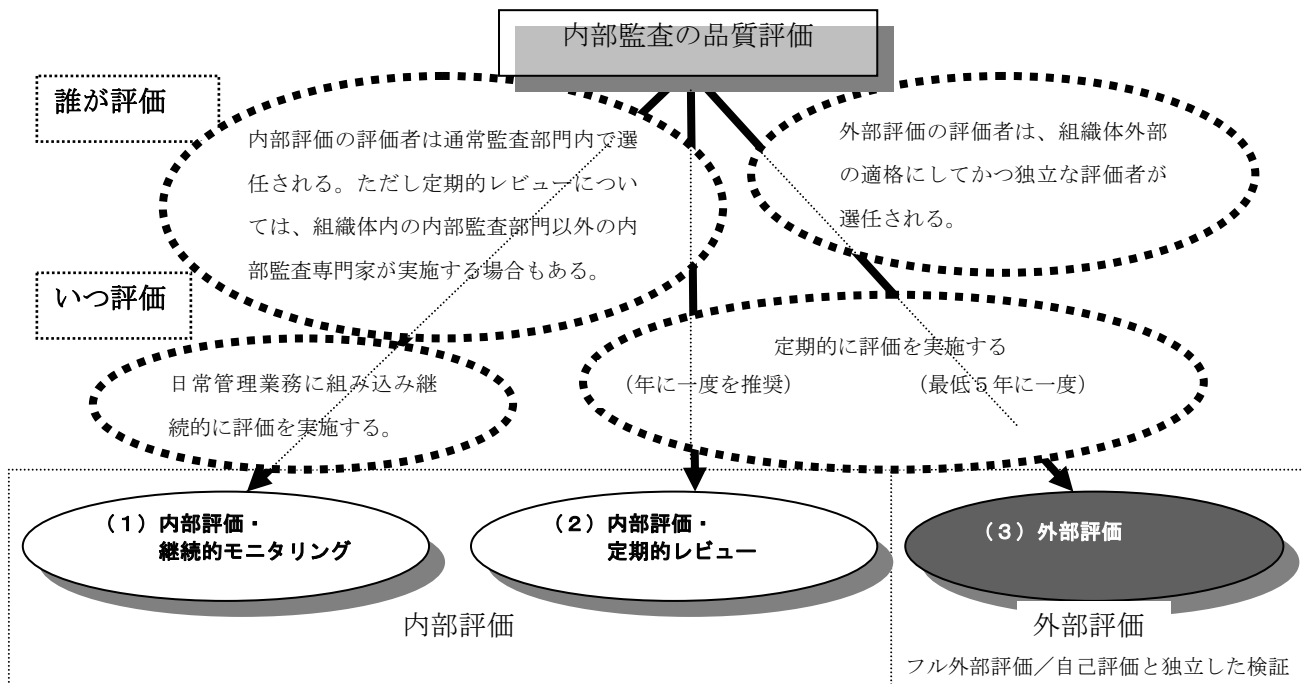 内部監査の品質評価
誰が評価
内部評価の評価者は通常監査部門内で選
任される。ただし定期的レビューについ
ては、組織体内の内部監査部門以外の内
部監査専門家が実施する場合もある。
外部評価の評価者は、組織体外部
の適格にしてかつ独立な評価者が
選任される。
いつ評価
日常管理業務に組み込み継
続的に評価を実施する。
定期的に評価を実施する
（年に一度を推奨）
（最低５年に一度）
（１）内部評価・
継続的モニタリング
（２）内部評価・
定期的レビュー
（３）外部評価
内部評価
外部評価
フル外部評価／自己評価と独立した検証